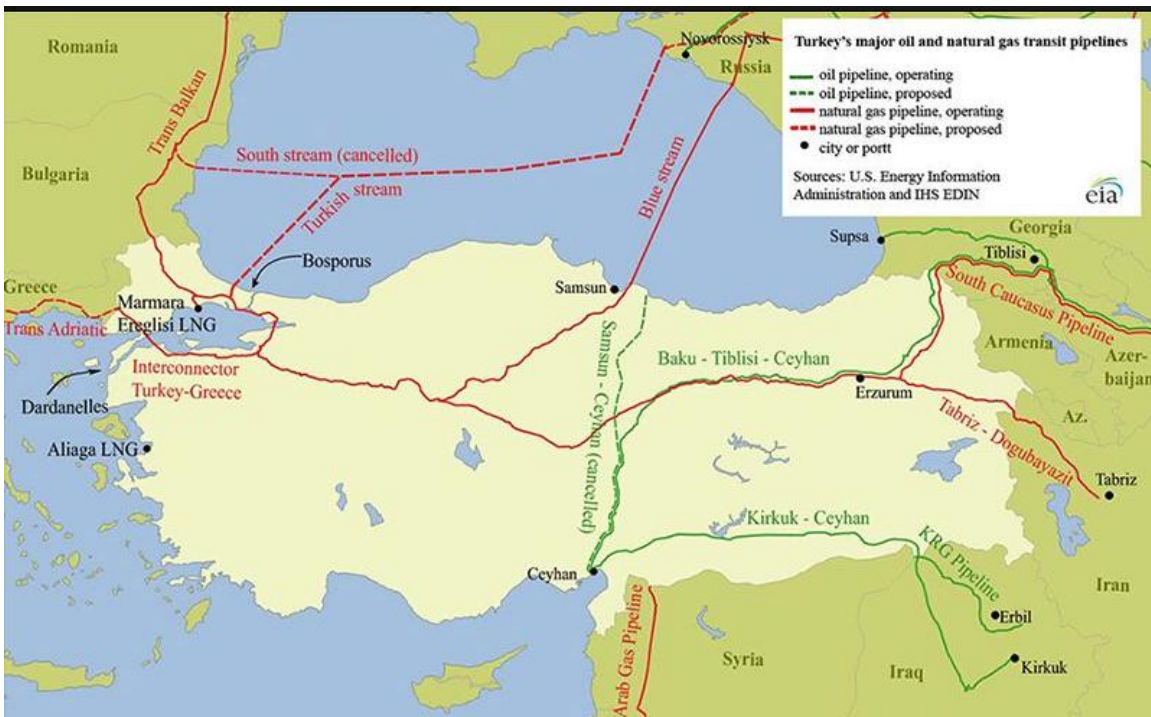 Turkey's major oil and natural gas transit pipelines
oil pipeline, operating
oil pipeline, proposed
natural gas pipeline, operating
natural gas pipeline, proposed
city or portt
Sources: U.S. Energy Information
Administration and IHS EDIN
eia
Romania
Novorossiysk
Russia
Trans Balkan
South stream (cancelled)
Bulgaria
Turkish stream
Blue stream
Georgia
Supsa
Tiblisi
Bosporus
South Caucasus Pipeline
Greece
Samsun
Marmara
Ereglisi LNG
Trans Adriatic
Armenia
Azer-
baijan
Samsun - Ceyhan (cancelled)
Baku - Tiblisi - Ceyhan
Interconnector
Turkey-Greece
Erzurum
Dardanelles
Tabriz - Dogubayazit
Az.
Aliaga LNG
Tabriz
Kirkuk - Ceyhan
KRG Pipeline
Ceyhan
Iran
Arab Gas Pipeline
Erbil
Syria
Iraq
Kirkuk